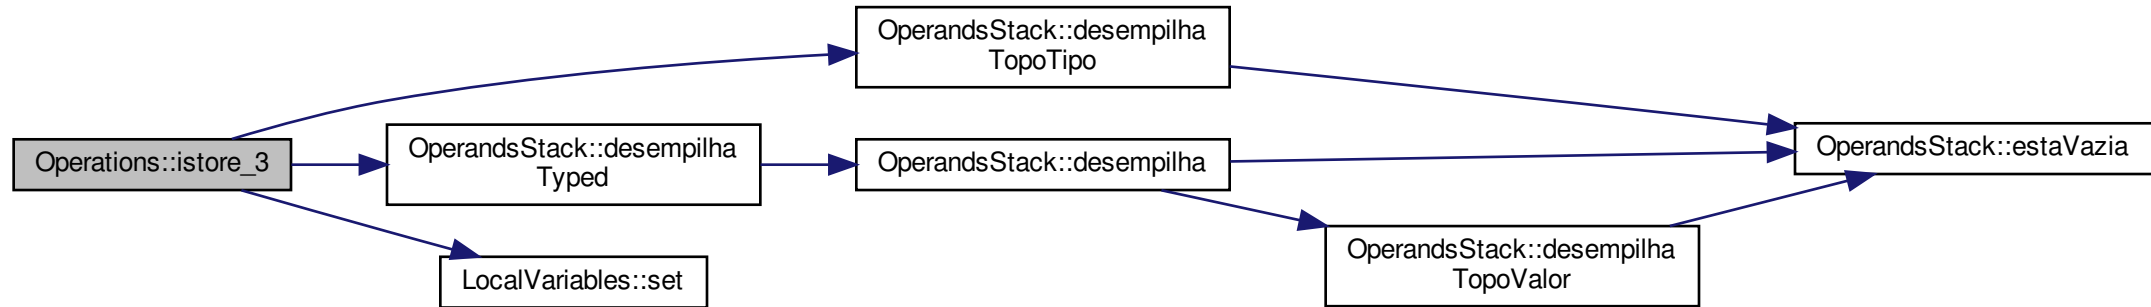 Operations::istore_3
OperandsStack::desempilha
TopoTipo
OperandsStack::desempilha
Typed
LocalVariables::set
OperandsStack::desempilha
OperandsStack::desempilha
TopoValor
OperandsStack::estaVazia